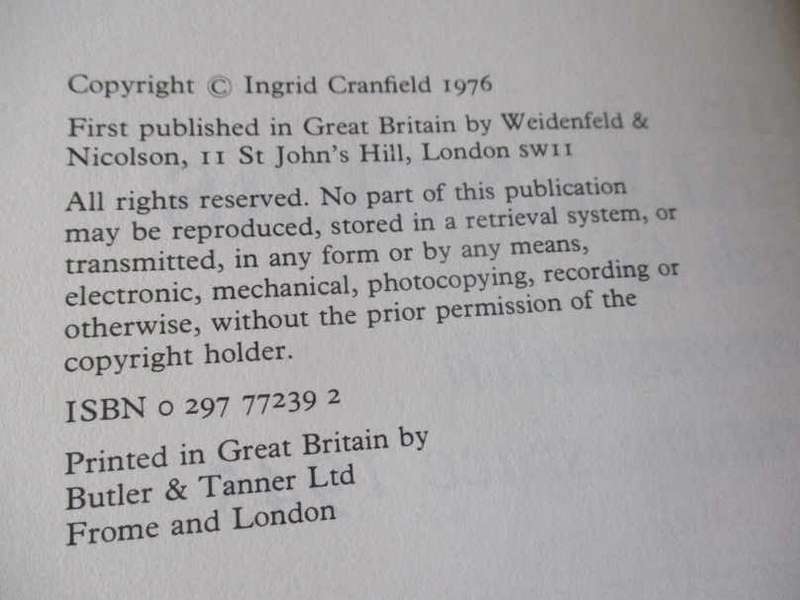 Copyright © Ingrid Cranfield 1976
First published in Great Britain by Weidenfeld &
Nicolson, 11 St John's Hill, London SW11
All rights reserved. No part of this publication
may be reproduced, stored in a retrieval system, or
transmitted, in any form or by any means,
electronic, mechanical, photocopying, recording or
otherwise, without the prior permission of the
copyright holder.
ISBN 0 297 77239 2
Printed in Great Britain by
Butler & Tanner Ltd
Frome and London